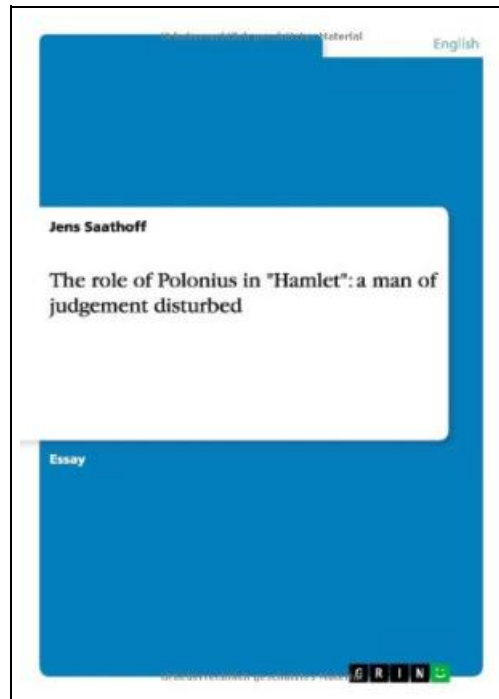 English
Jens Saathoff
The role of Polonius in "Hamlet": a man of
judgement disturbed
Essay
GRIN